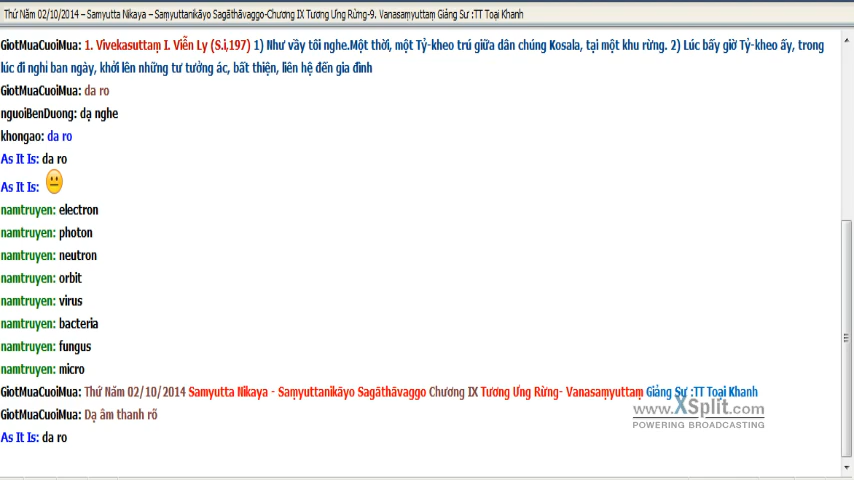 Thứ Năm 02/10/2014 – Samyutta Nikaya – Saṃyuttanikāyo Sagāthāvaggo-Chương IX Tương Ưng Rừng-9. Vanasaṃyuttaṃ Giảng Sư :TT Toại Khanh
GiotMuaCuoiMua: 1. Vivekasuttaṃ I. Viễn Ly (S.i,197) 1) Như vầy tôi nghe.Một thời, một Tỷ-kheo trú giữa dân chúng Kosala, tại một khu rừng. 2) Lúc bấy giờ Tỷ-kheo ấy, trong
lúc đi nghỉ ban ngày, khởi lên những tư tưởng ác, bất thiện, liên hệ đến gia đình
GiotMuaCuoiMua: da ro
nguoiBenDuong: dạ nghe
khongao: da ro
As It Is: da ro
As It Is:
namtruyen: electron
namtruyen: photon
namtruyen: neutron
namtruyen: orbit
namtruyen: virus
namtruyen: bacteria
namtruyen: fungus
namtruyen: micro
GiotMuaCuoiMua: Thứ Năm 02/10/2014 Samyutta Nikaya - Saṃyuttanikāyo Sagāthāvaggo Chương IX Tương Ưng Rừng- Vanasaṃyuttaṃ Giảng Sư :TT Toại Khanh
GiotMuaCuoiMua: Dạ âm thanh rõ
www.XSplit.com
POWERING BROADCASTING
As It Is: da ro